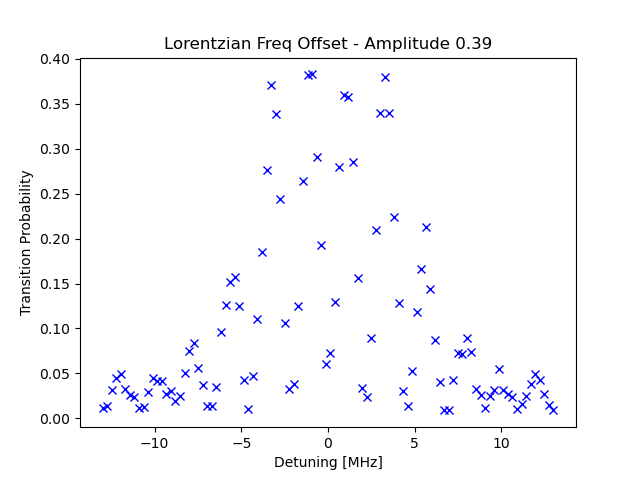 Lorentzian Freq Offset - Amplitude 0.39
Transition Probability
0.40
0.35
0.30
0.25
0.20
0.15
0.10
0.05
0.00
−10 −5 0 5 10
Detuning [MHz]